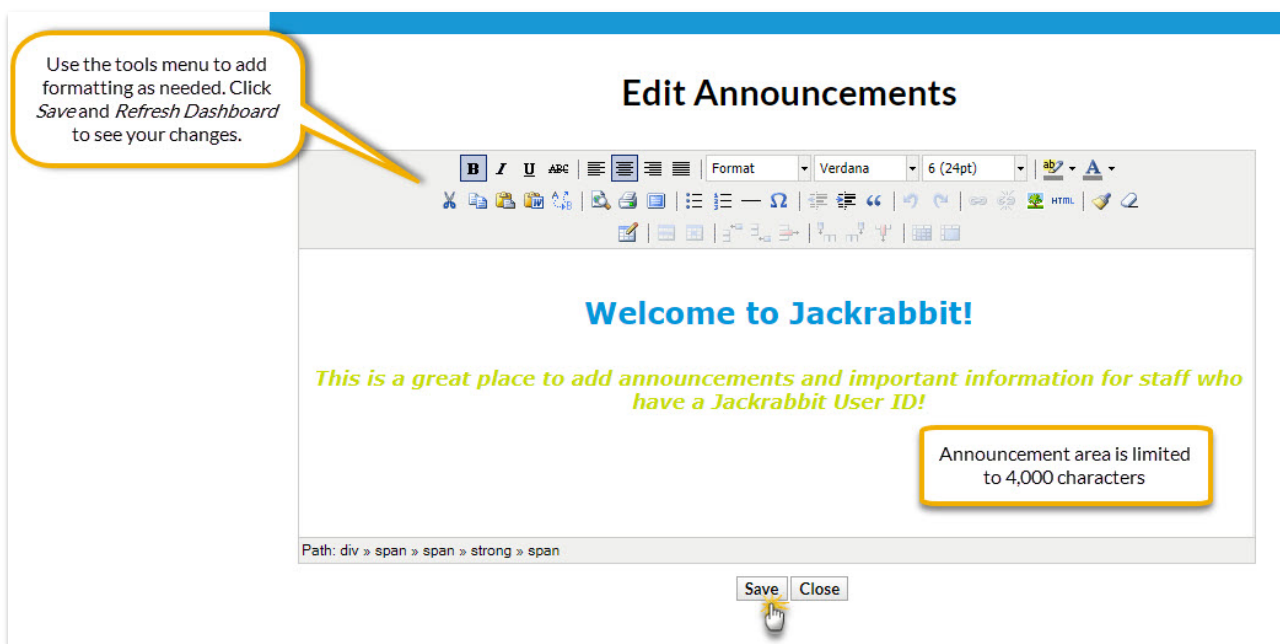 Use the tools menu to add
formatting as needed. Click
Save and Refresh Dashboard
to see your changes.
Edit Announcements
B I U ABC Format Verdana 6 (24pt) ab A
Ω “ HTML
Welcome to Jackrabbit!
This is a great place to add announcements and important information for staff who
have a Jackrabbit User ID!
Announcement area is limited
to 4,000 characters
Path: div » span » span » strong » span
Save Close